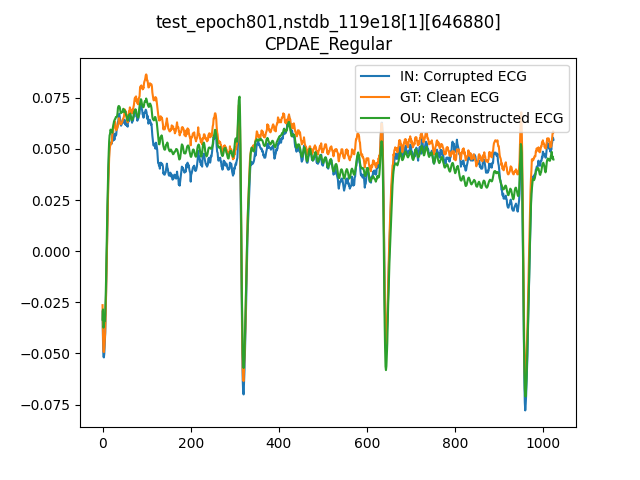 test_epoch801,nstdb_119e18[1][646880]
CPDAE_Regular
IN: Corrupted ECG
GT: Clean ECG
OU: Reconstructed ECG
0.075
0.050
0.025
0.000
−0.025
−0.050
−0.075
0 200 400 600 800 1000